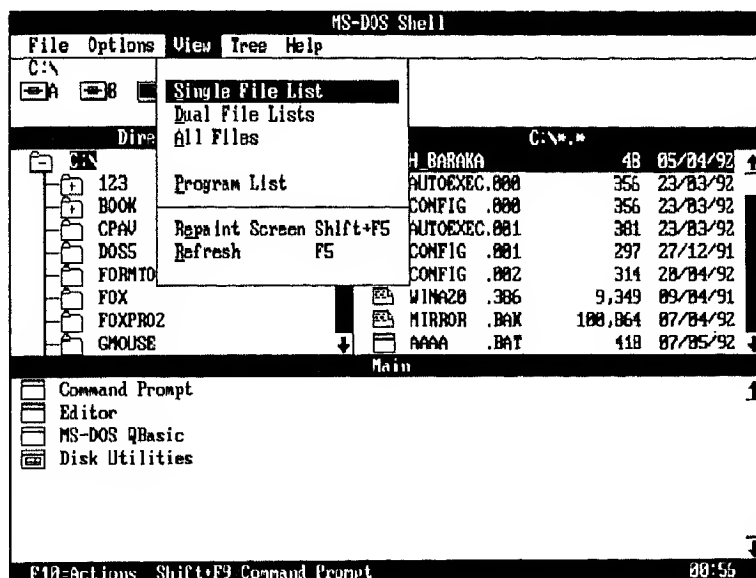 MS-DOS Shell
File Options View Tree Help
C:\
A B
Single File List
Dual File Lists
All Files
Program List
Repaint Screen Shift+F5
Refresh F5
Dire C:\*.*
C:\
123
BOOK
CPAV
DOS5
FORMTO
FOX
FOXPRO2
GMOUSE
H_BARAKA 48 05/04/92
AUTOEXEC.000 356 23/03/92
CONFIG .000 356 23/03/92
AUTOEXEC.001 381 23/03/92
CONFIG .001 297 27/12/91
CONFIG .002 314 28/04/92
WINA20 .386 9,349 09/04/91
MIRROR .BAK 100,864 07/04/92
AAAA .BAT 418 07/05/92
Main
Command Prompt
Editor
MS-DOS QBasic
Disk Utilities
F10=Actions Shift+F9 Command Prompt 00:56